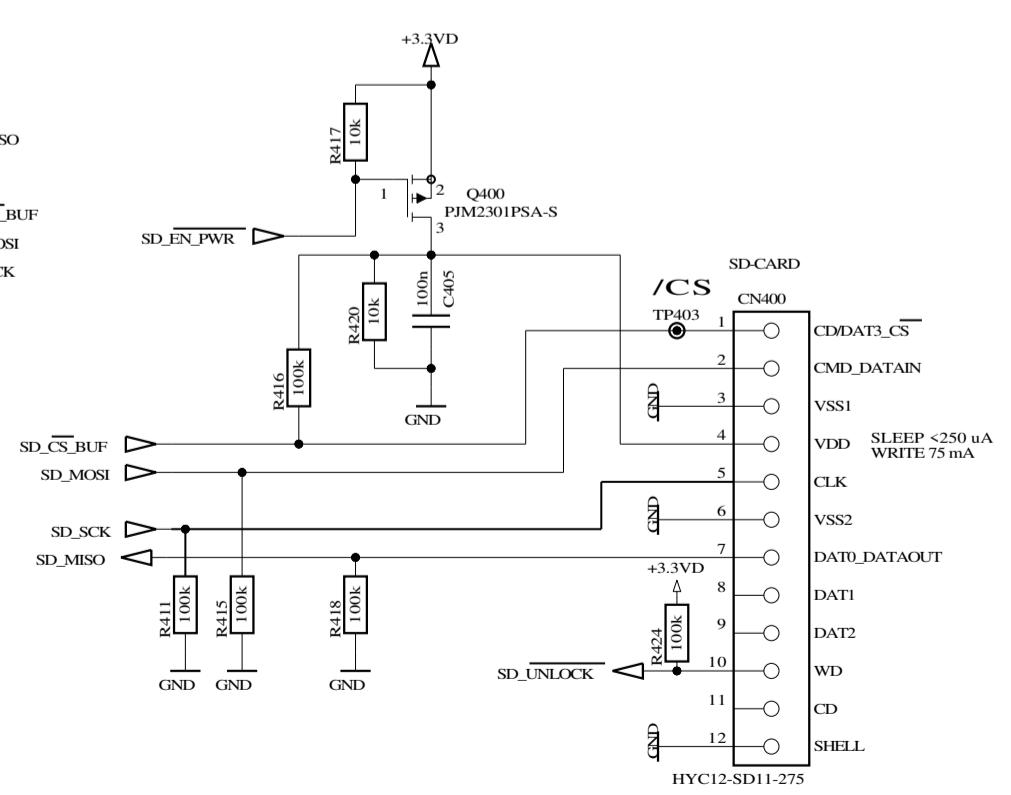 +3.3VD
R417
10k
SO
1
2
Q400
PJM2301PSA-S
3
_BUF
OSI
CK
SD_EN_PWR
SD-CARD
100n
C405
/CS
CN400
R420
10k
TP403
1
CD/DAT3_CS
R416
100k
2
CMD_DATAIN
GND
3
VSS1
GND
SD_CS_BUF
4
VDD
SLEEP <250 uA
WRITE 75 mA
SD_MOSI
5
CLK
GND
6
VSS2
SD_SCK
SD_MISO
7
DAT0_DATAOUT
+3.3VD
8
DAT1
R411
100k
R415
100k
R418
100k
R424
100k
9
DAT2
SD_UNLOCK
10
WD
GND
GND
GND
11
CD
GND
12
SHELL
HYC12-SD11-275